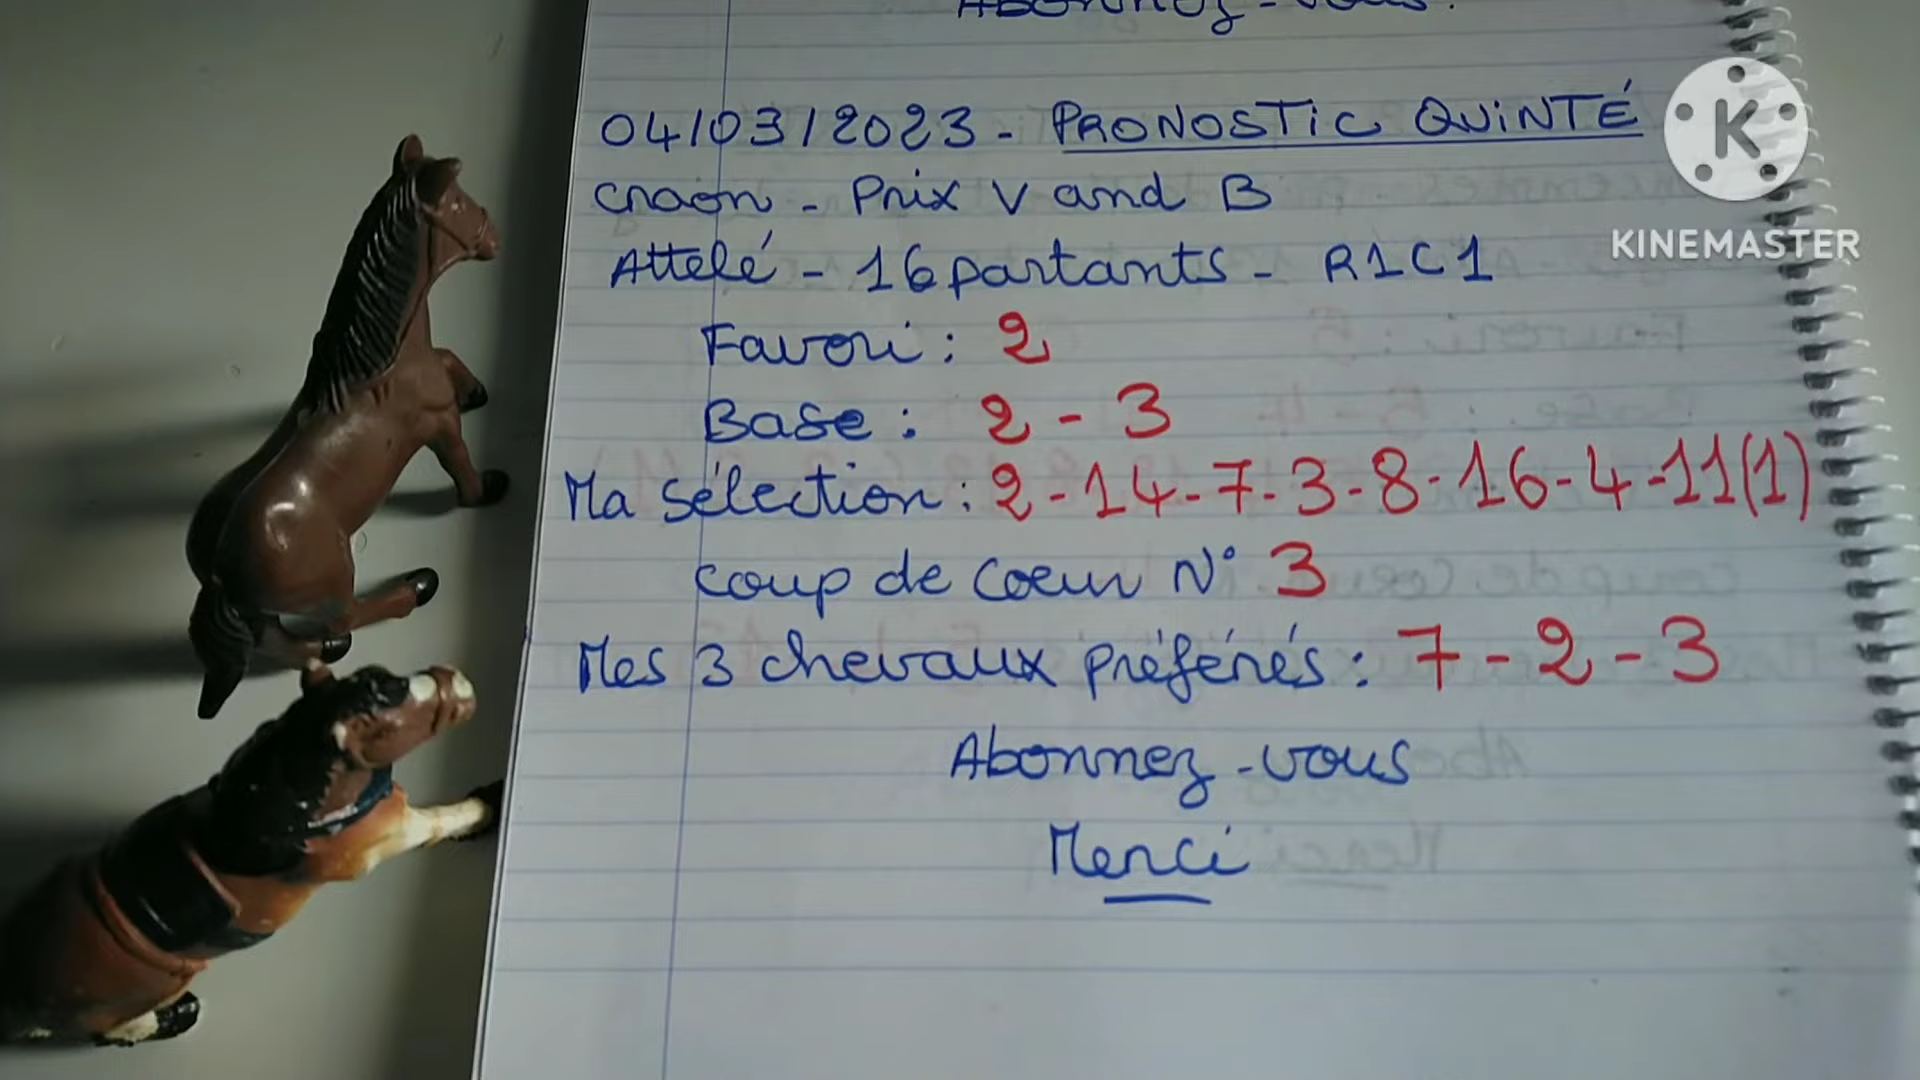 Abonnez-vous.
04/03/2023 - PRONOSTiC QUiNTÉ
Craon - Prix V and B
Attelé - 16 partants - R1C1
Favori : 2
Base : 2 - 3
Ma sélection : 2 - 14 - 7 - 3 - 8 - 16 - 4 - 11 (1)
coup de coeur N° 3
Mes 3 chevaux préférés : 7 - 2 - 3
Abonnez-vous
Merci
K
KINEMASTER